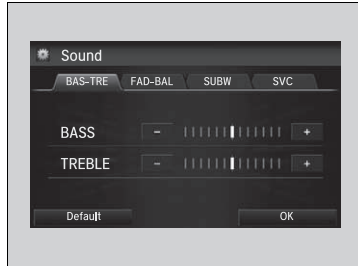 Sound
BAS-TRE FAD-BAL SUBW SVC
BASS - +
TREBLE - +
Default OK